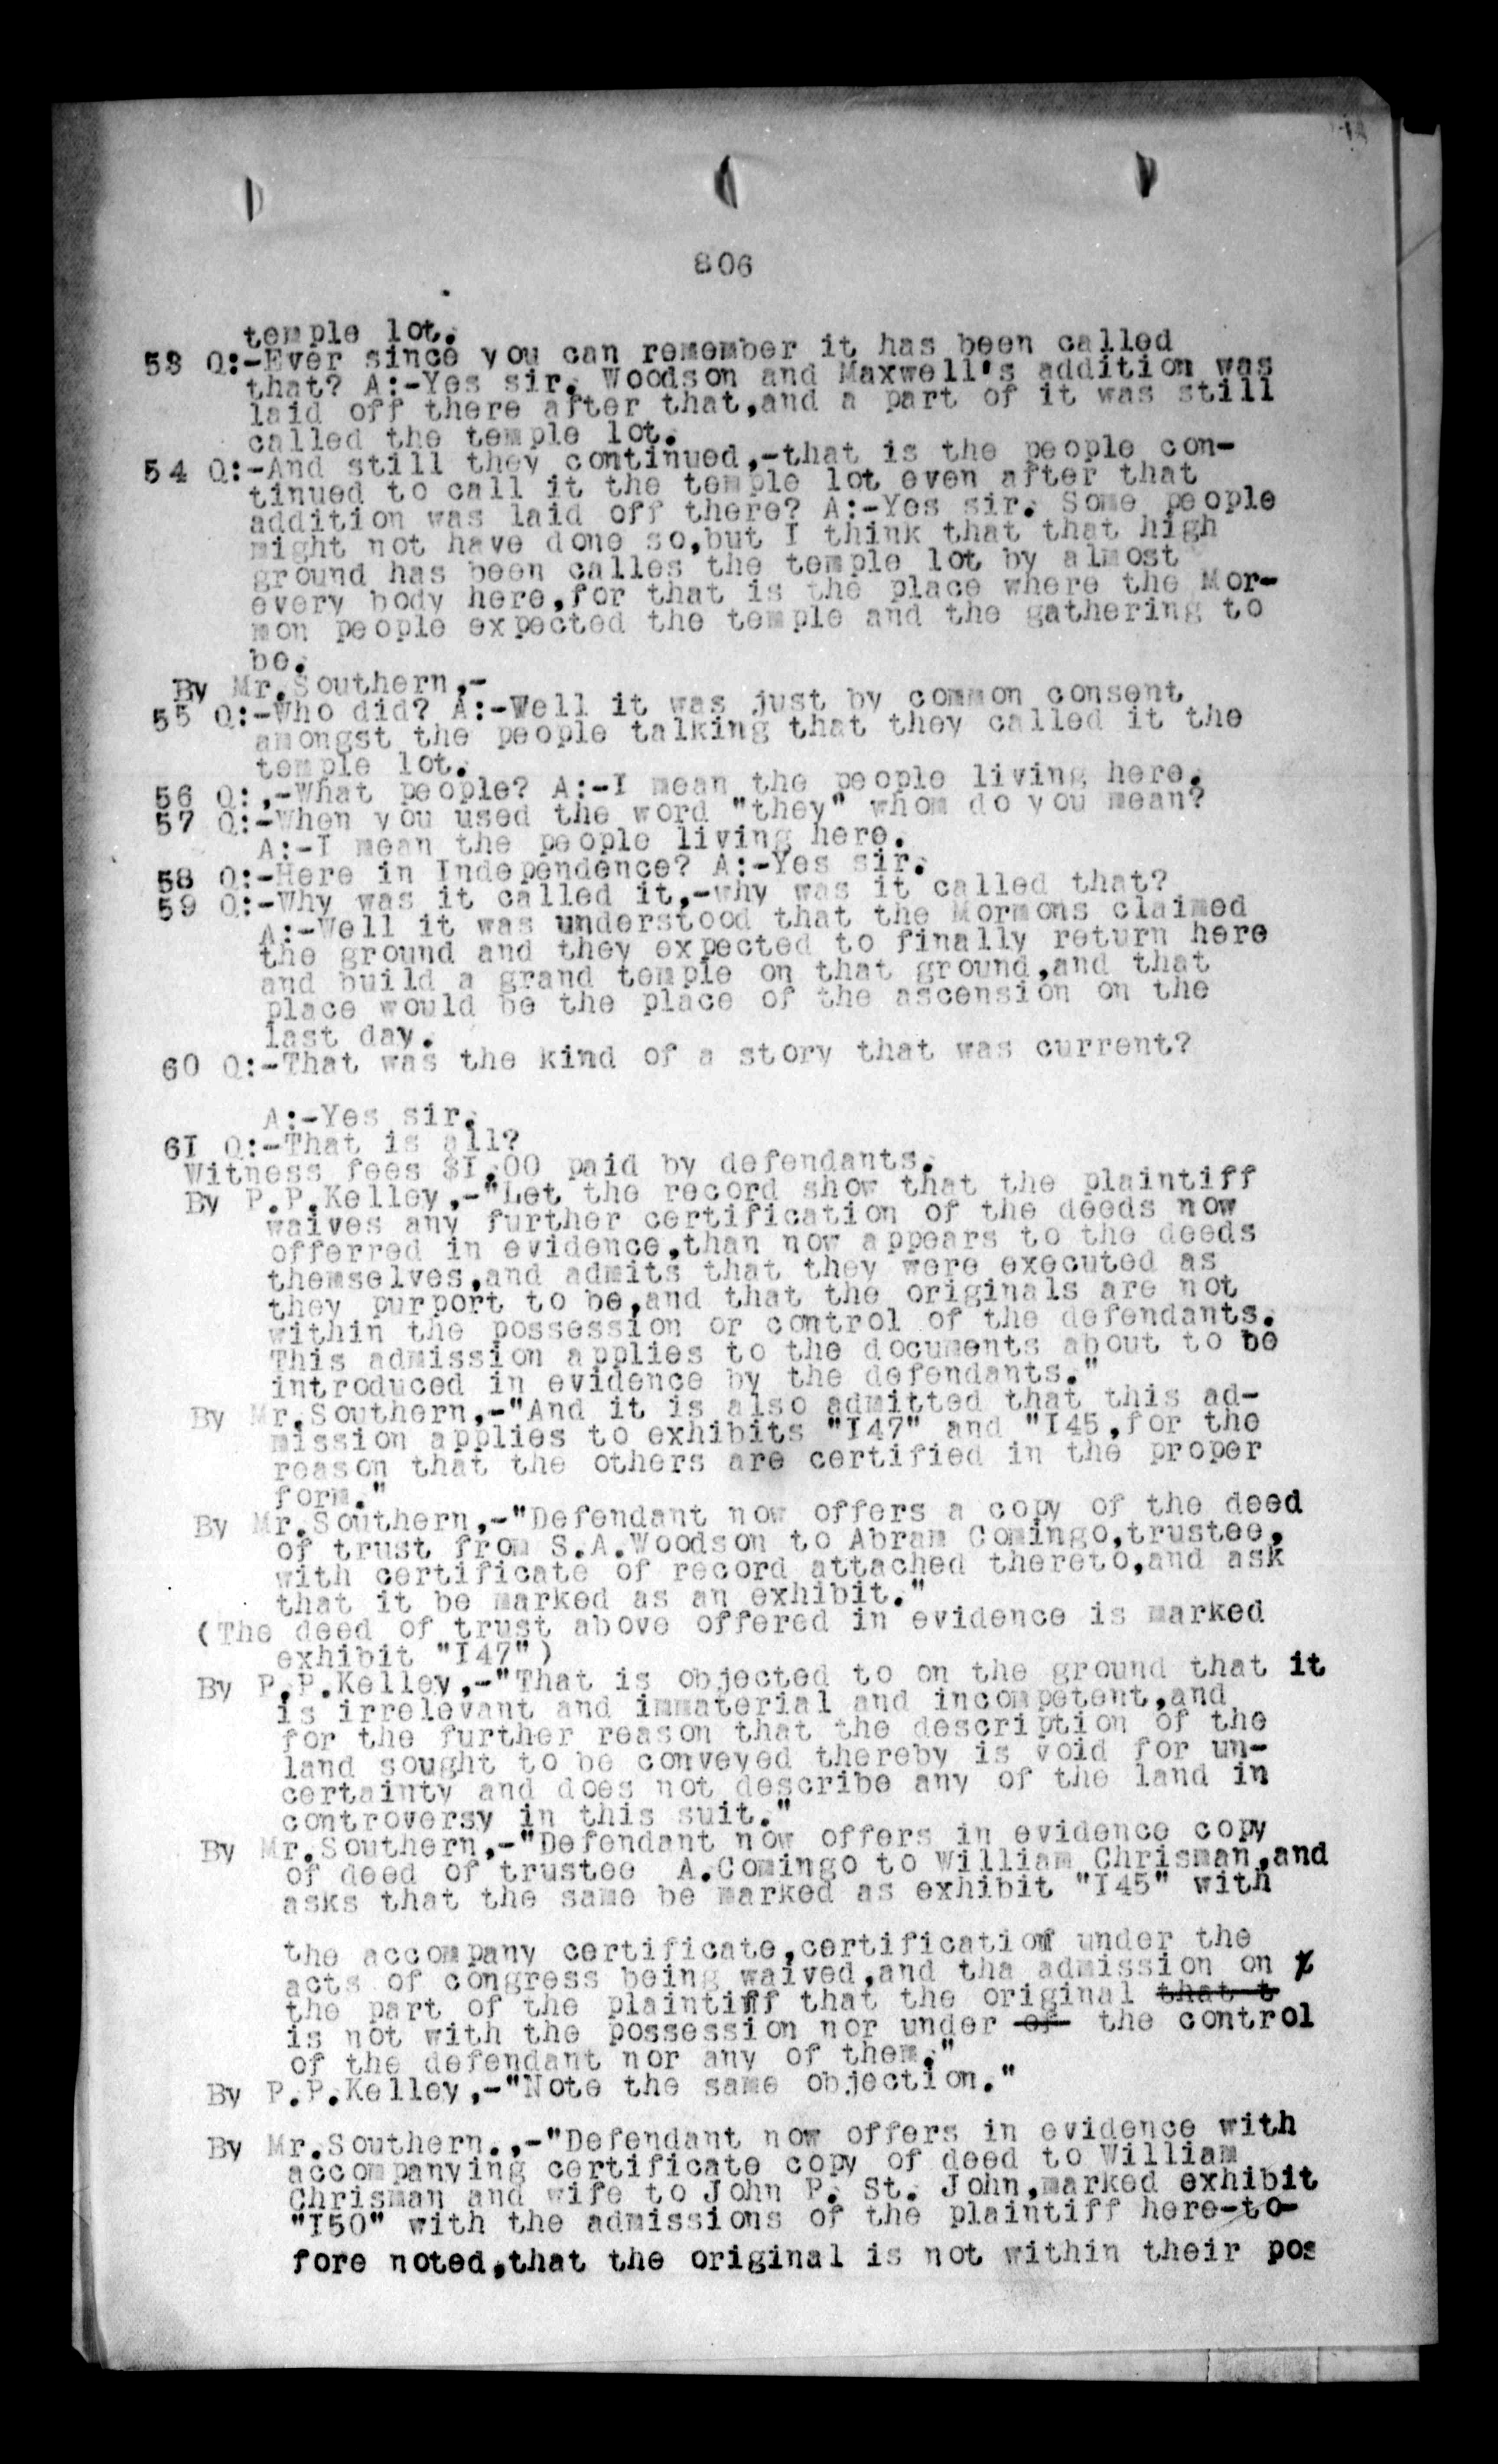 806
temple lot.
53 Q:-Ever since you can remember it has been called
that? A:-Yes sir. Woodson and Maxwell's addition was
laid off there after that,and a part of it was still
called the temple lot.
54 Q:-And still they continued,-that is the people con-
tinued to call it the temple lot even after that
addition was laid off there? A:-Yes sir. Some people
might not have done so,but I think that that high
ground has been calles the temple lot by almost
every body here,for that is the place where the Mor-
mon people expected the temple and the gathering to
be.
By Mr.Southern,-
55 Q:-Who did? A:-Well it was just by common consent
amongst the people talking that they called it the
temple lot.
56 Q:,-What people? A:-I mean the people living here.
57 Q:-When you used the word "they" whom do you mean?
A:-I mean the people living here.
58 Q:-Here in Independence? A:-Yes sir.
59 Q:-Why was it called it,-why was it called that?
A:-Well it was understood that the Mormons claimed
the ground and they expected to finally return here
and build a grand temple on that ground,and that
place would be the place of the ascension on the
last day.
60 Q:-That was the kind of a story that was current?
A:-Yes sir.
6I Q:-That is all?
Witness fees $I.00 paid by defendants.
By P.P.Kelley,-"Let the record show that the plaintiff
waives any further certification of the deeds now
offerred in evidence,than now appears to the deeds
themselves,and admits that they were executed as
they purport to be,and that the originals are not
within the possession or control of the defendants.
This admission applies to the documents about to be
introduced in evidence by the defendants."
By Mr.Southern,-"And it is also admitted that this ad-
mission applies to exhibits "I47" and "I45,for the
reason that the others are certified in the proper
form."
By Mr.Southern,-"Defendant now offers a copy of the deed
of trust from S.A.Woodson to Abram Comingo,trustee,
with certificate of record attached thereto,and ask
that it be marked as an exhibit."
(The deed of trust above offered in evidence is marked
exhibit "I47")
By P.P.Kelley,-"That is objected to on the ground that it
is irrelevant and immaterial and incompetent,and
for the further reason that the description of the
land sought to be conveyed thereby is void for un-
certainty and does not describe any of the land in
controversy in this suit."
By Mr.Southern,-"Defendant now offers in evidence copy
of deed of trustee A.Comingo to William Chrisman,and
asks that the same be marked as exhibit "I45" with
the accompany certificate,certification under the
acts of congress being waived,and tha admission on
the part of the plaintiff that the original that t
is not with the possession nor under of the control
of the defendant nor any of them."
By P.P.Kelley,-"Note the same objection."
By Mr.Southern.,-"Defendant now offers in evidence with
accompanying certificate copy of deed to William
Chrisman and wife to John P. St. John,marked exhibit
"I50" with the admissions of the plaintiff here-to-
fore noted,that the original is not within their pos